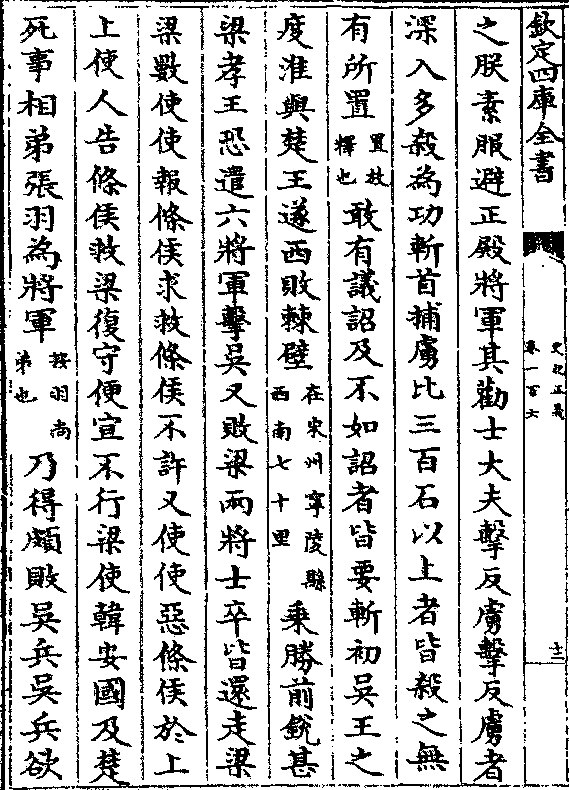 欽定四庫全書
史記正義
卷一百六
十二
之朕素服避正殿將軍其勸士大夫擊反虜擊反虜者
深入多殺為功斬首捕虜比三百石以上者皆殺之無
有所置置放釋也敢有議詔及不如詔者皆要斬初吳王之
度淮與楚王遂西敗棘壁在宋州寧陵縣西南七十里乗勝前銳甚
梁孝王恐遣六將軍擊吳又敗梁兩將士卒皆還走梁
梁數使使報條侯求救條侯不許又使使惡條侯於上
上使人告條侯救梁復守便宜不行梁使韓安國及楚
死事相弟張羽為將軍按羽尚弟也乃得頗敗吳兵吳兵欲